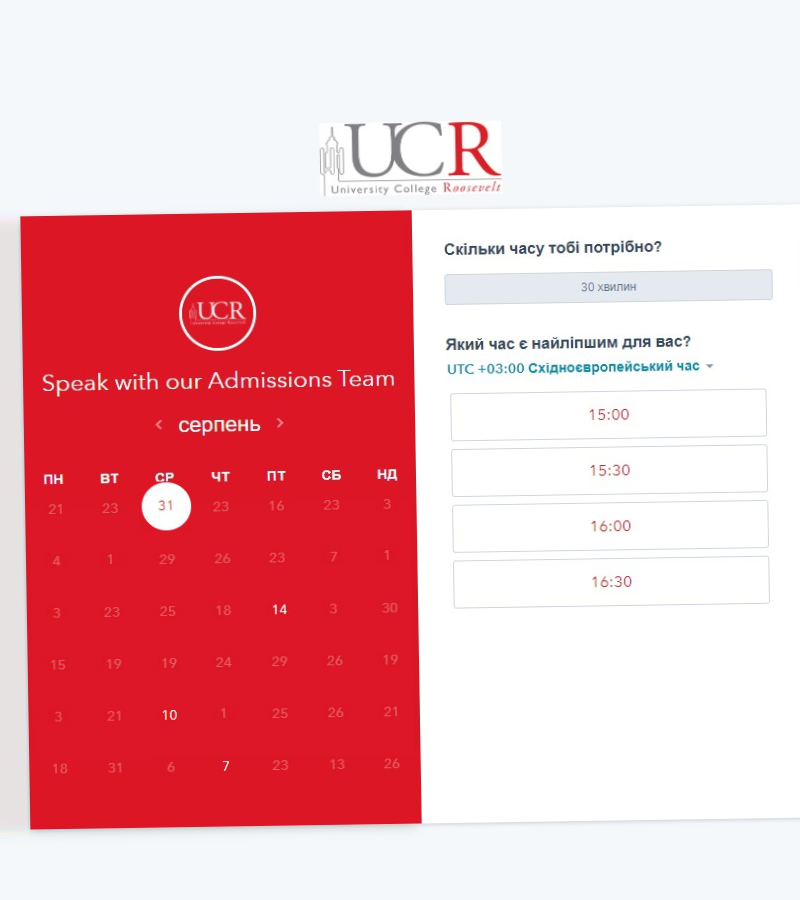 UCR
University College Roosevelt
UCR
Speak with our Admissions Team
серпень
ПН ВТ СР ЧТ ПТ СБ НД
21 23 31 23 16 23 3
4 1 29 26 23 7 1
3 23 25 18 14 3 30
15 19 19 24 29 26 19
3 21 10 1 25 26 21
18 31 6 7 23 13 26
Скільки часу тобі потрібно?
30 хвилин
Який час є найліпшим для вас?
UTC +03:00 Східноєвропейський час
15:00
15:30
16:00
16:30